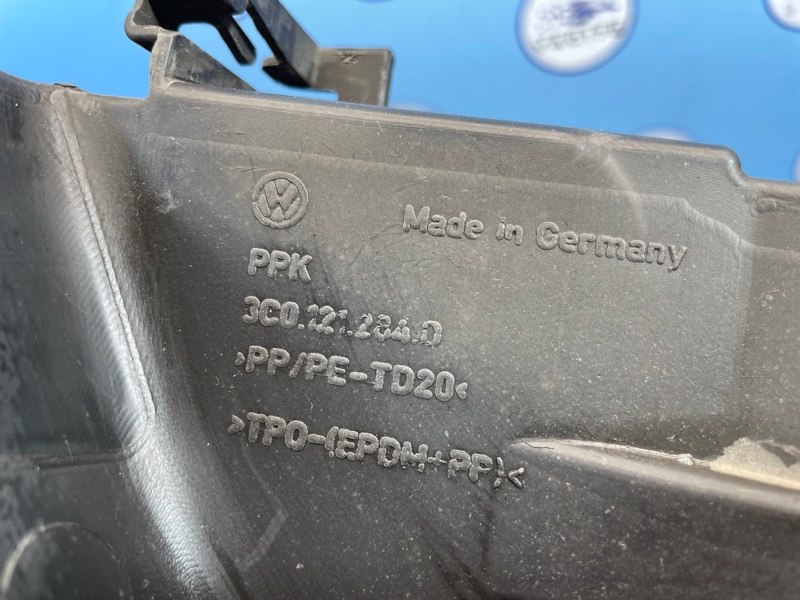 Made in Germany
PPK
3C0.121.284.D
>PP/PE-TD20<
>TPO-(EPDM+PP)<